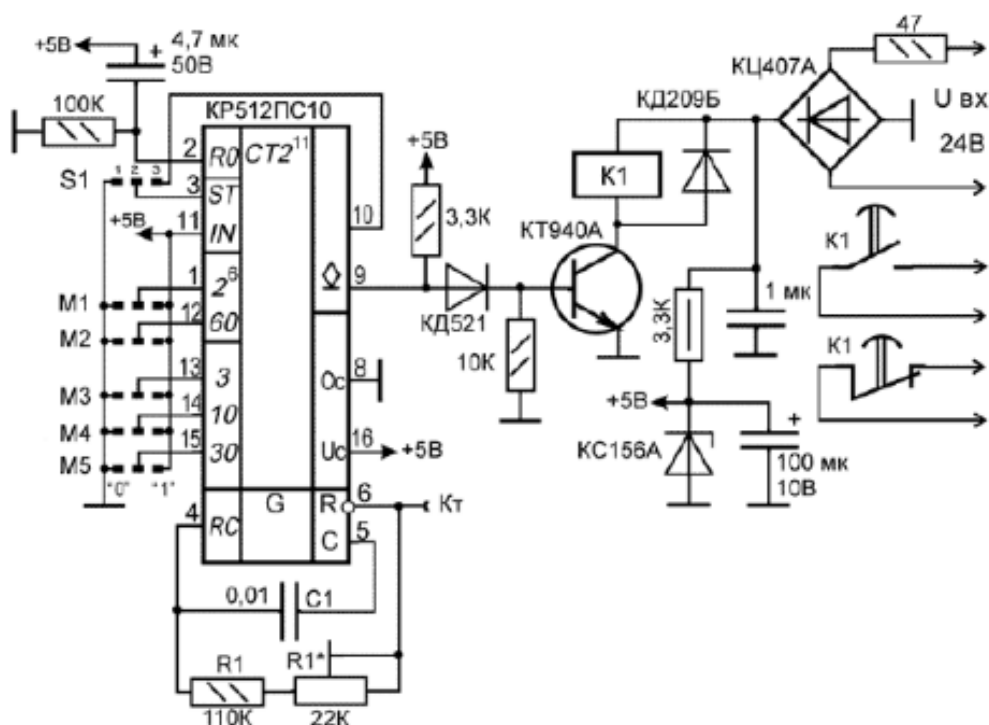 +5В
4,7 мк
50В
+
100К
КР512ПС10
2
R0
CT2
11
S1
1 2 3
3
ST
+5В
11
IN
10
1
2
6
M1
12
60
M2
9
13
3
M3
14
10
M4
15
30
M5
"0"
"1"
8
0c
16
Uc
+5В
4
RC
G
R
6
Кт
C
5
0,01
C1
R1
110К
R1*
22К
+5В
3,3К
КД521
10К
КТ940А
К1
КД209Б
КЦ407А
47
U вх
24В
К1
К1
3,3К
1 мк
+5В
КС156А
+
100 мк
10В